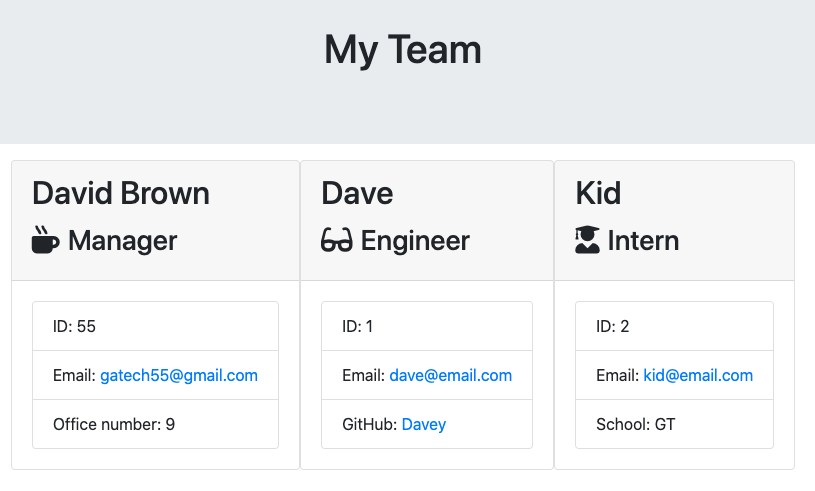 My Team
David Brown
Manager
ID: 55
Email: gatech55@gmail.com
Office number: 9
Dave
Engineer
ID: 1
Email: dave@email.com
GitHub: Davey
Kid
Intern
ID: 2
Email: kid@email.com
School: GT